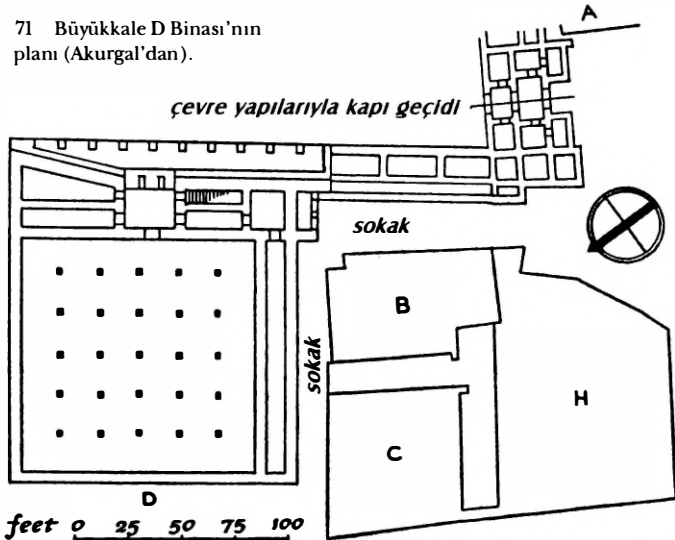 71 Büyükkale D Binası’nın
planı (Akurgal’dan).
A
çevre yapılarıyla kapı geçidi
sokak
B
sokak
H
C
D
feet 0 25 50 75 100